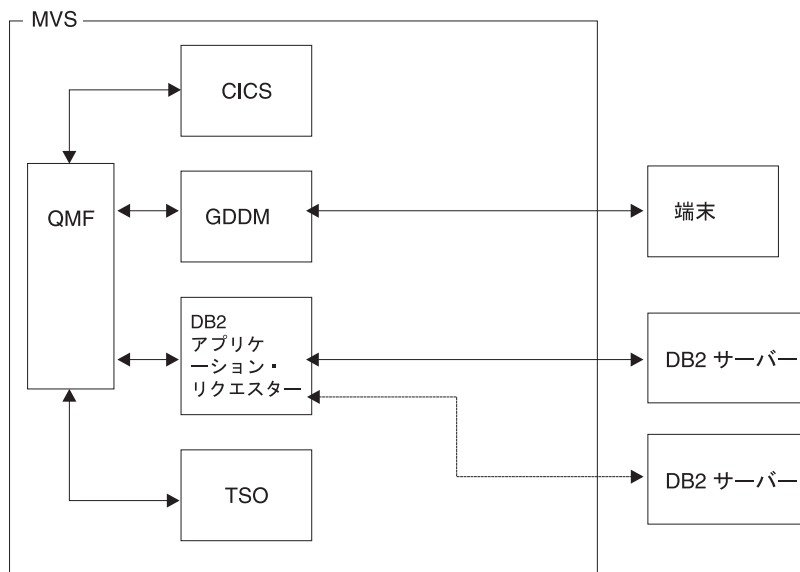 MVS
CICS
QMF
GDDM
端末
DB2
アプリケ
ーション・
リクエスター
DB2 サーバー
DB2 サーバー
TSO